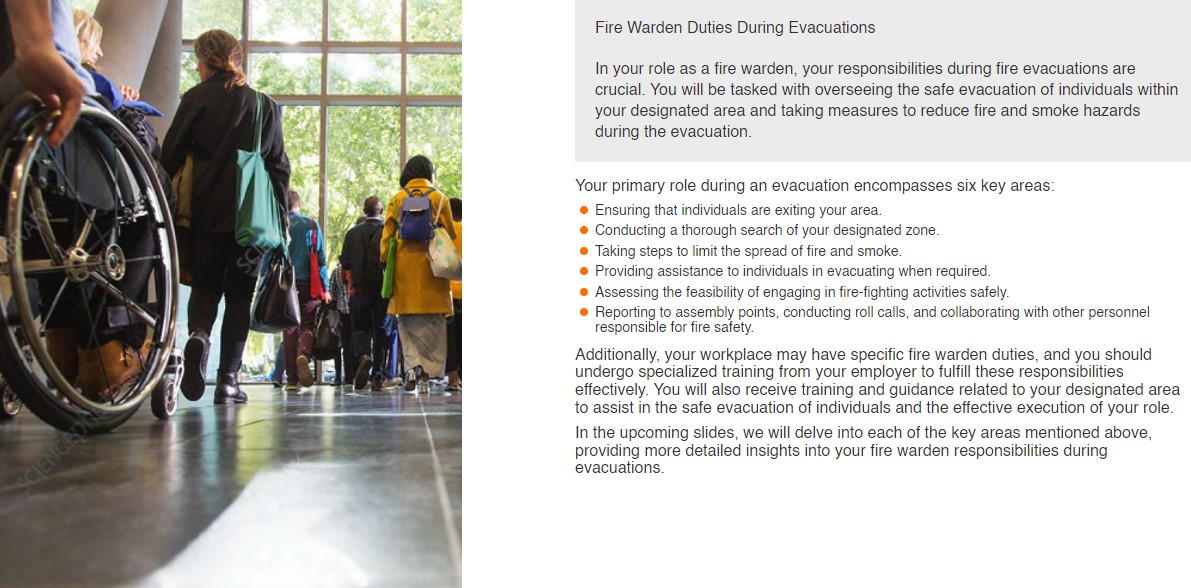 Fire Warden Duties During Evacuations
In your role as a fire warden, your responsibilities during fire evacuations are
crucial. You will be tasked with overseeing the safe evacuation of individuals within
your designated area and taking measures to reduce fire and smoke hazards
during the evacuation.
Your primary role during an evacuation encompasses six key areas:
Ensuring that individuals are exiting your area.
Conducting a thorough search of your designated zone.
Taking steps to limit the spread of fire and smoke.
Providing assistance to individuals in evacuating when required.
Assessing the feasibility of engaging in fire-fighting activities safely.
Reporting to assembly points, conducting roll calls, and collaborating with other personnel
responsible for fire safety.
Additionally, your workplace may have specific fire warden duties, and you should
undergo specialized training from your employer to fulfill these responsibilities
effectively. You will also receive training and guidance related to your designated area
to assist in the safe evacuation of individuals and the effective execution of your role.
In the upcoming slides, we will delve into each of the key areas mentioned above,
providing more detailed insights into your fire warden responsibilities during
evacuations.